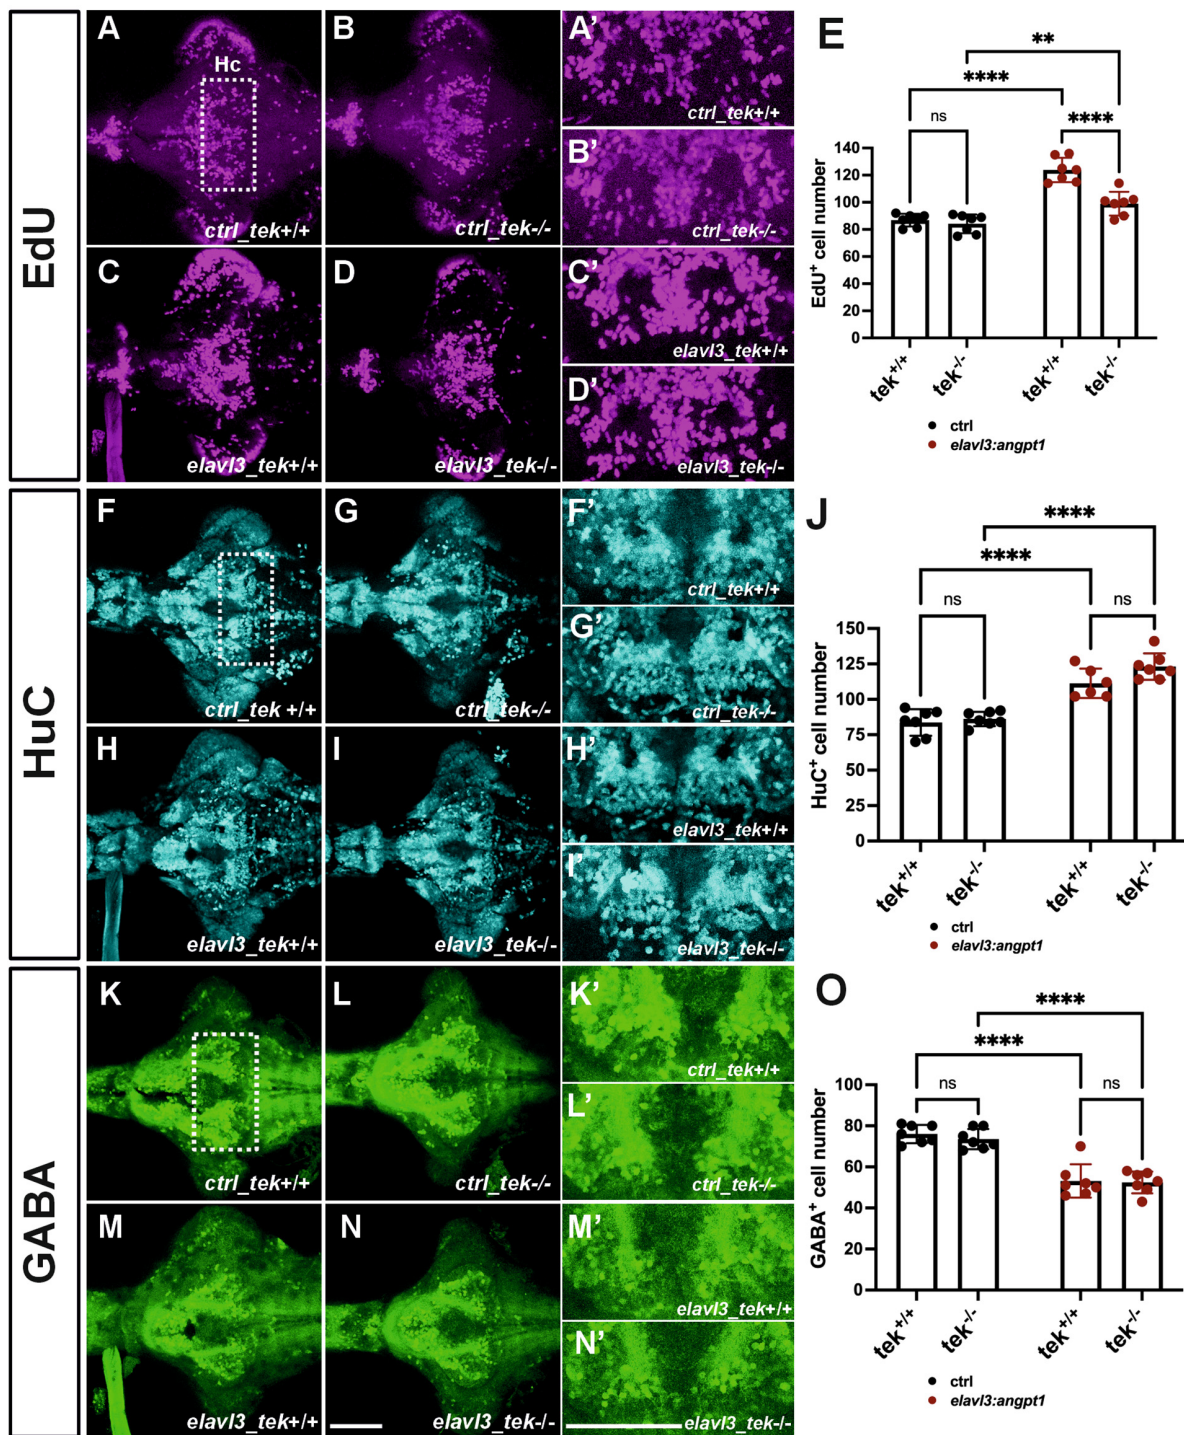 EdU
A
Hc
ctrl_tek+/+
B
ctrl_tek-/-
A’
ctrl_tek+/+
B’
ctrl_tek-/-
C
elavl3_tek+/+
D
elavl3_tek-/-
C’
elavl3_tek+/+
D’
elavl3_tek-/-
E
**
****
ns
****
EdU+ cell number
140
120
100
80
60
40
20
0
tek+/+
tek-/-
tek+/+
tek-/-
ctrl
elavl3:angpt1
HuC
F
ctrl_tek +/+
G
ctrl_tek-/-
F’
ctrl_tek+/+
G’
ctrl_tek-/-
H
elavl3_tek+/+
I
elavl3_tek-/-
H’
elavl3_tek+/+
I’
elavl3_tek-/-
J
****
****
ns
ns
HuC+ cell number
150
125
100
75
50
25
0
tek+/+
tek-/-
tek+/+
tek-/-
ctrl
elavl3:angpt1
GABA
K
ctrl_tek+/+
L
ctrl_tek-/-
K’
ctrl_tek+/+
L’
ctrl_tek-/-
M
elavl3_tek+/+
N
elavl3_tek-/-
M’
elavl3_tek+/+
N’
elavl3_tek-/-
O
****
****
ns
ns
GABA+ cell number
100
80
60
40
20
0
tek+/+
tek-/-
tek+/+
tek-/-
ctrl
elavl3:angpt1